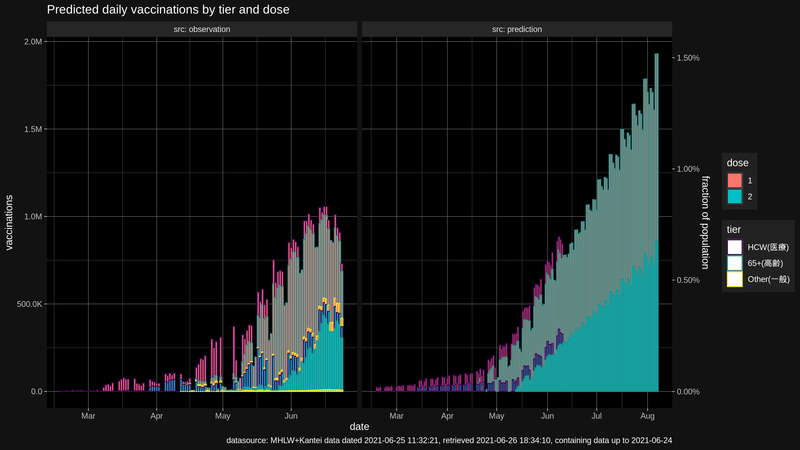 Predicted daily vaccinations by tier and dose
src: observation
src: prediction
2.0M
1.5M
1.0M
500.0K
0.0
vaccinations
1.50%
1.00%
0.50%
0.00%
fraction of population
Mar
Apr
May
Jun
Mar
Apr
May
Jun
Jul
Aug
date
dose
1
2
tier
HCW(医療)
65+(高齢)
Other(一般)
datasource: MHLW+Kantei data dated 2021-06-25 11:32:21, retrieved 2021-06-26 18:34:10, containing data up to 2021-06-24